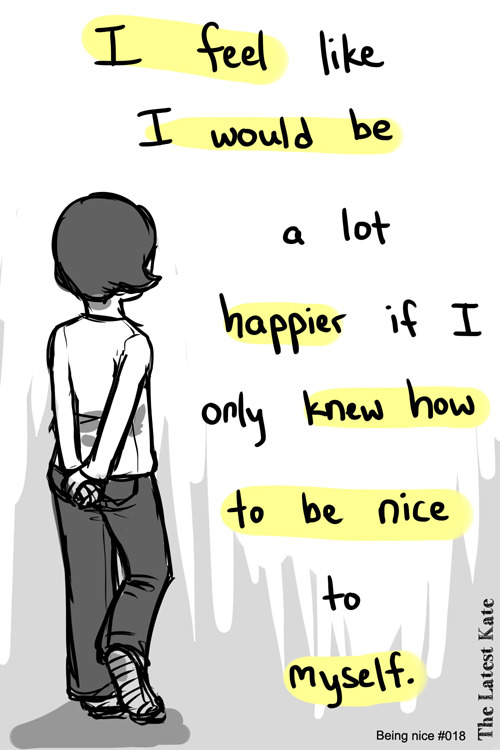 I feel like
I would be
a lot
happier if I
only knew how
to be nice
to
myself.
Being nice #018
The Latest Kate